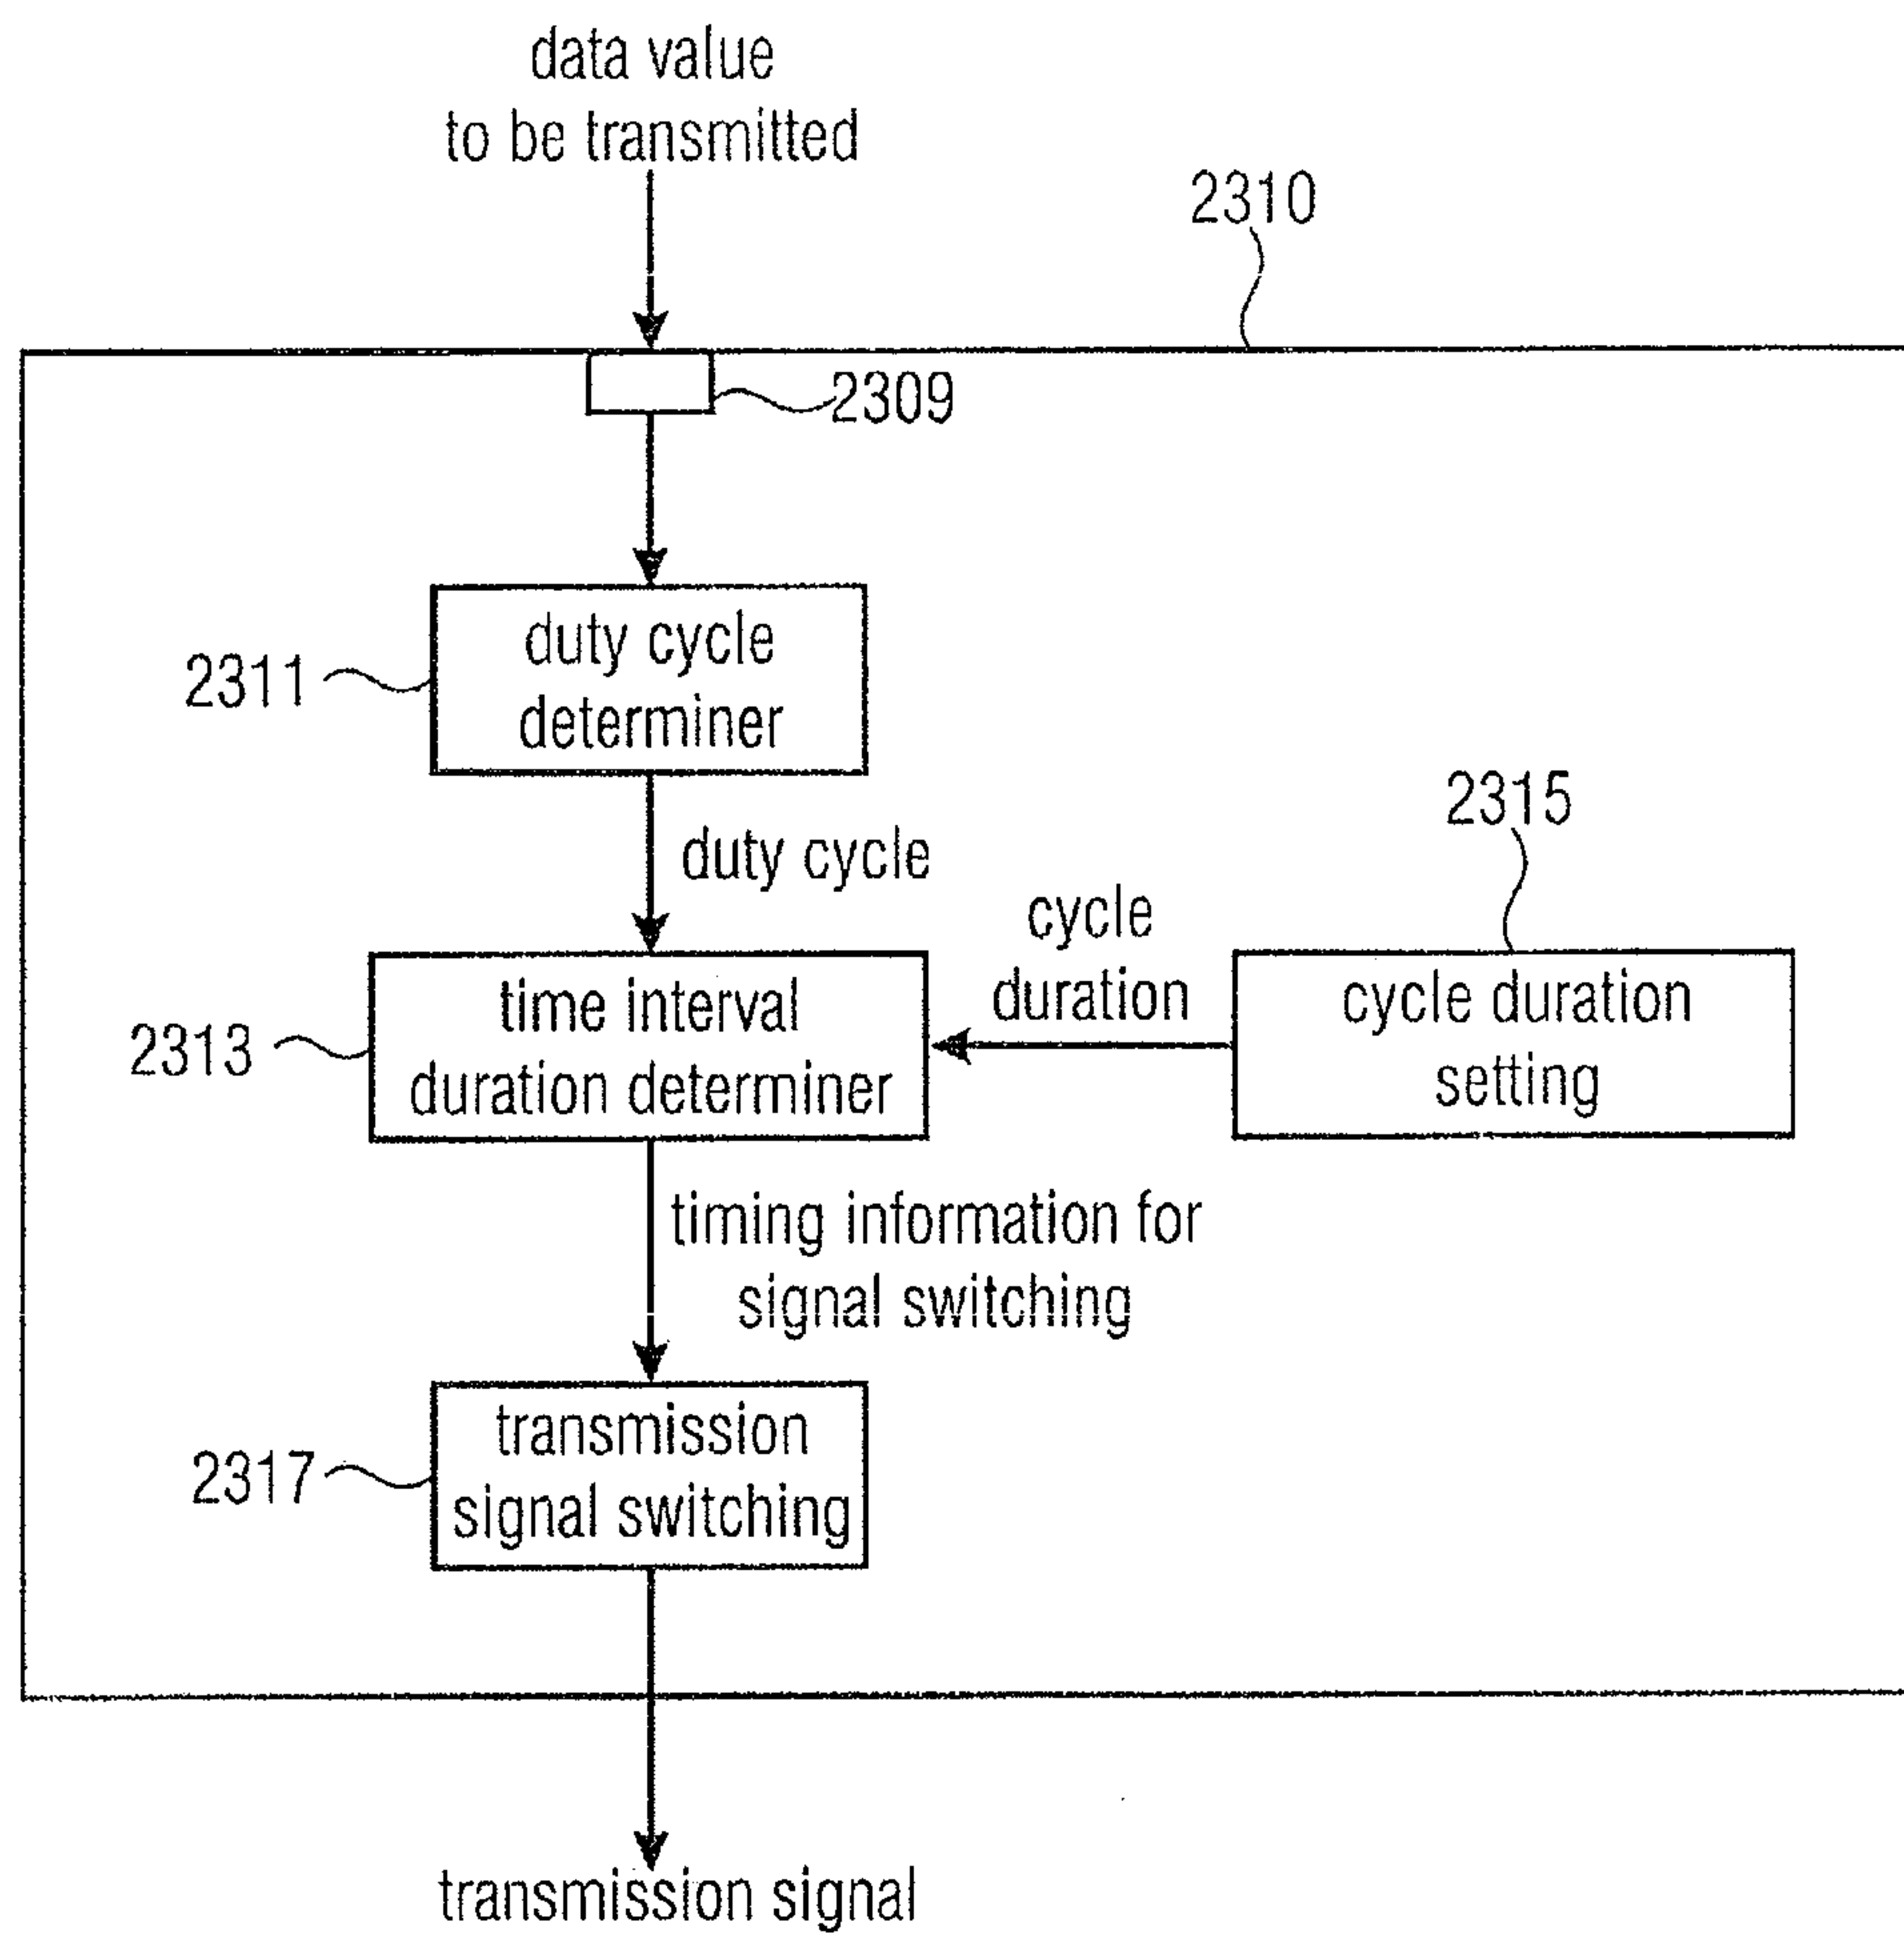 data value
to be transmitted
2310
2309
2311
duty cycle
determiner
duty cycle
2315
cycle
duration
2313
time interval
duration determiner
cycle duration
setting
timing information for
signal switching
2317
transmission
signal switching
transmission signal